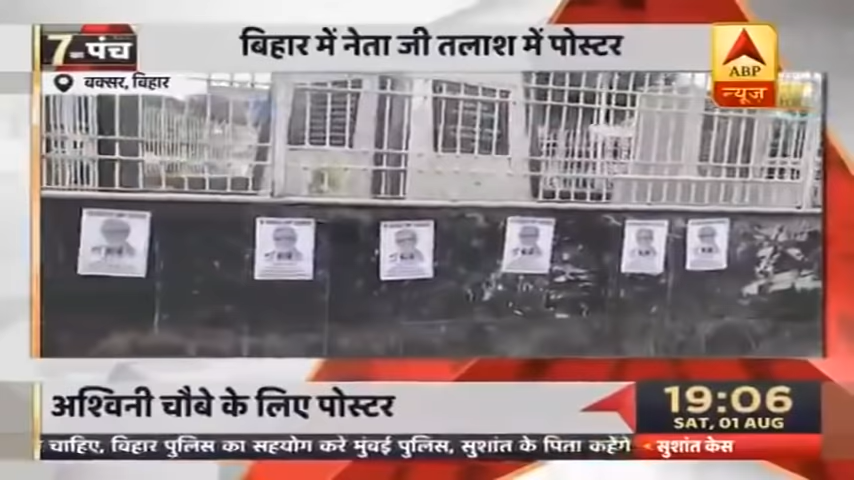 7 पंच
बिहार में नेता जी तलाश में पोस्टर
ABP
न्यूज़
बक्सर, बिहार
अश्विनी चौबे के लिए पोस्टर
19:06
SAT, 01 AUG
चाहिए, बिहार पुलिस का सहयोग करे मुंबई पुलिस, सुशांत के पिता कहेंगे
सुशांत केस